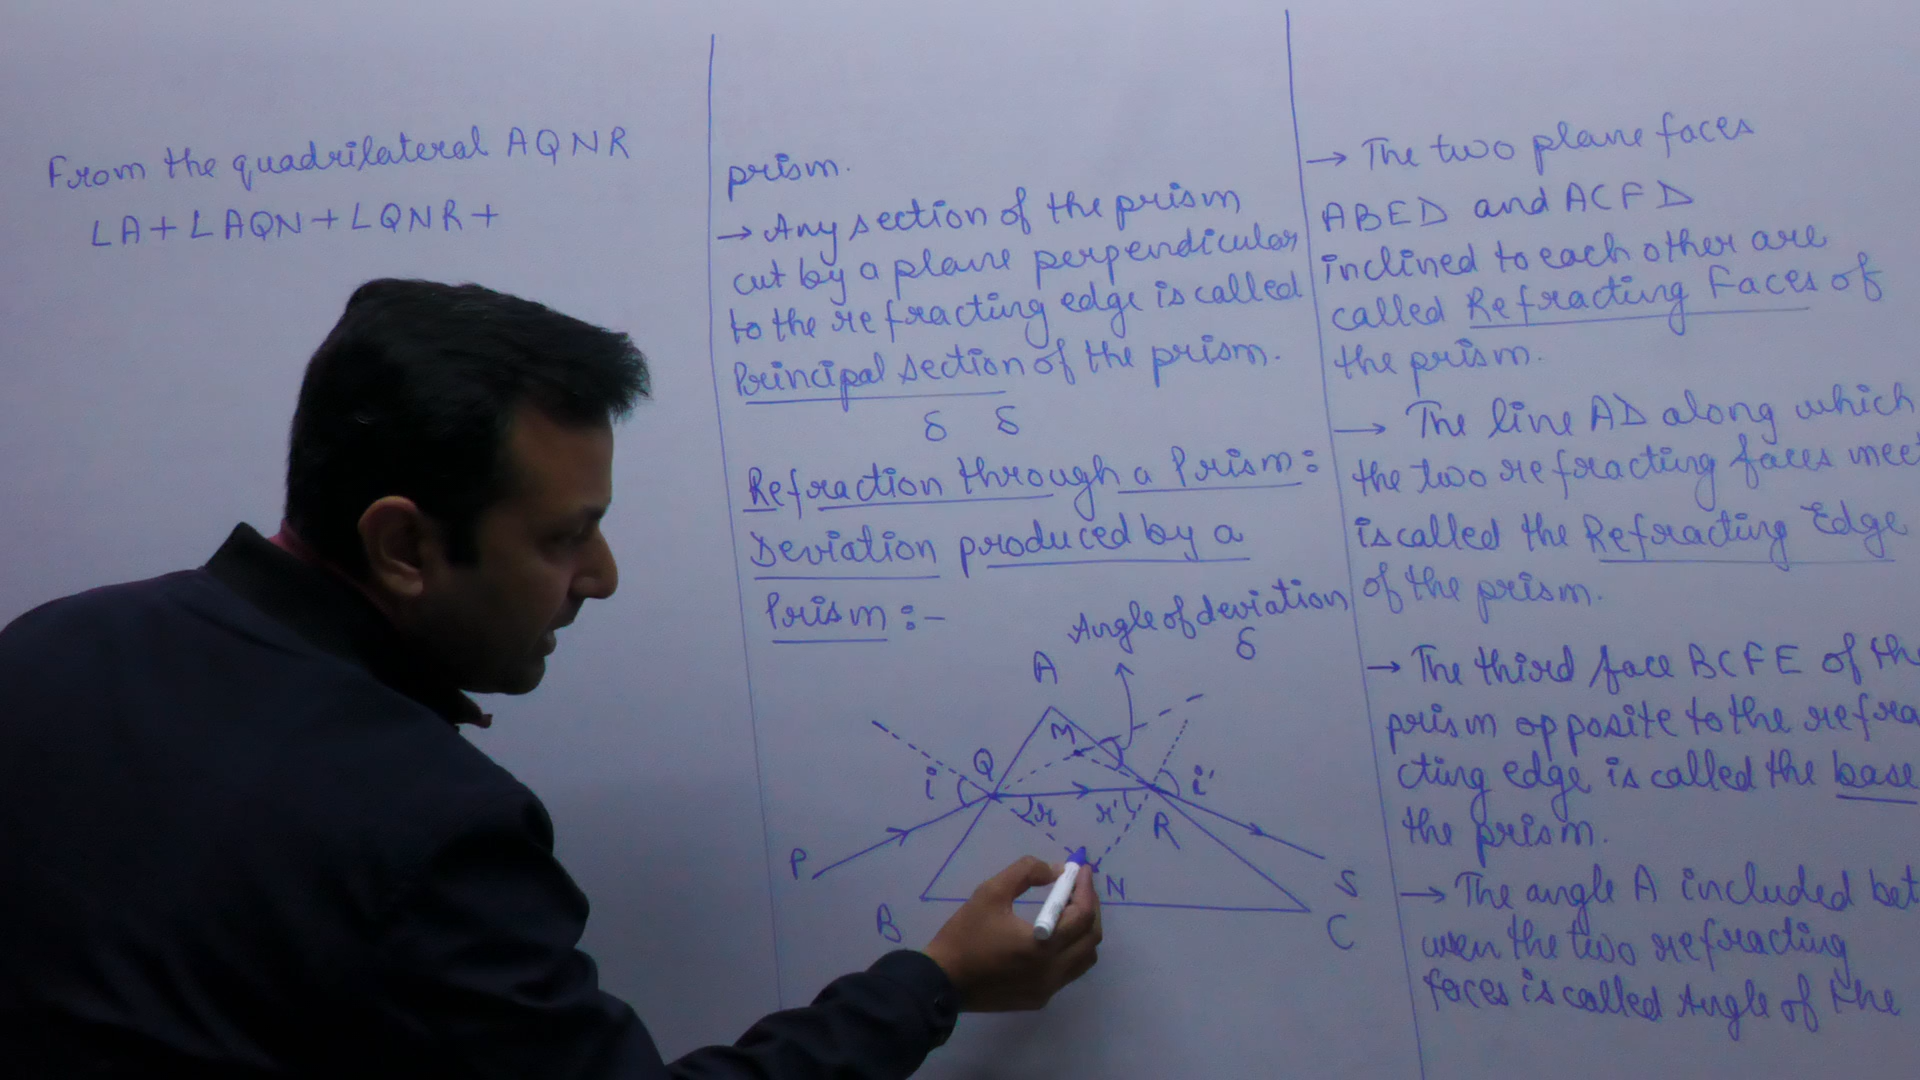 From the quadrilateral AQNR
∠A+∠AQN+∠QNR+
prism.
→ Any section of the prism
cut by a plane perpendicular
to the refracting edge is called
Principal section of the prism.
δ δ
Refraction through a Prism:
Deviation produced by a
Prism:-
Angle of deviation
δ
A
M
Q
i
i'
r
r'
R
P
N
S
B
C
→ The two plane faces
ABED and ACFD
inclined to each other are
called Refracting Faces of
the prism.
→ The line AD along which
the two refracting faces meet
is called the Refracting Edge
of the prism.
→ The third face BCFE of the
prism opposite to the refra
cting edge is called the base
the prism.
→ The angle A included bet
ween the two refracting
faces is called Angle of the